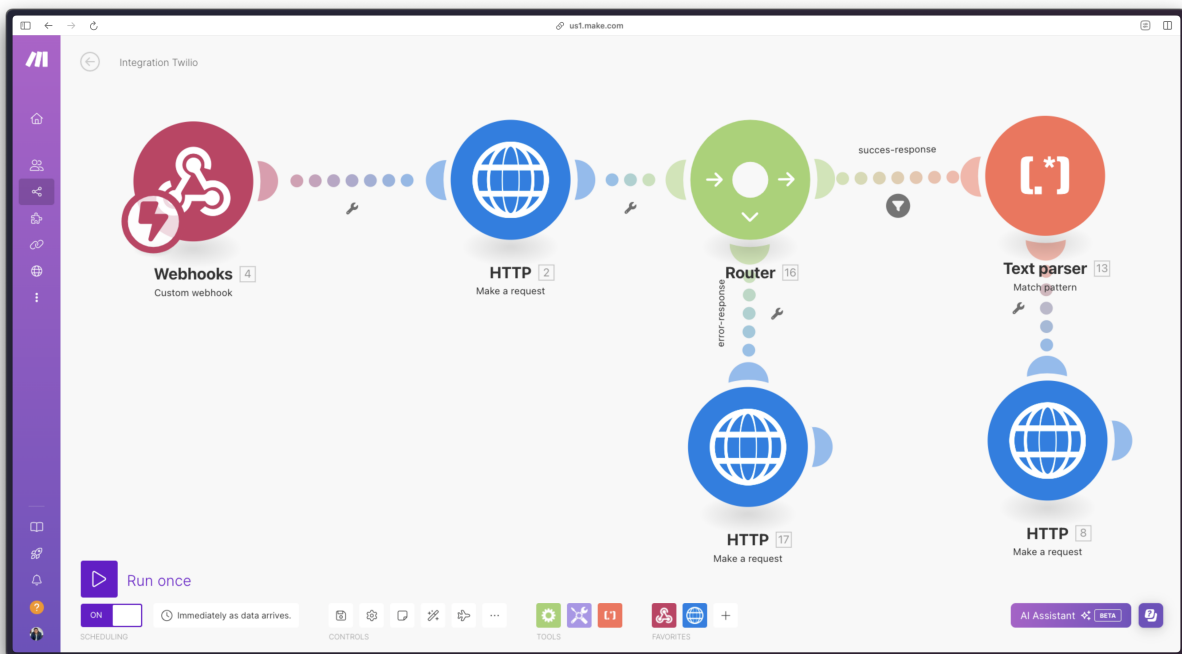 us1.make.com
Integration Twilio
succes-response
Webhooks 4
Custom webhook
HTTP 2
Make a request
Router 16
Text parser 13
Match pattern
error-response
HTTP 17
Make a request
HTTP 8
Make a request
Run once
ON
Immediately as data arrives.
SCHEDULING
CONTROLS
TOOLS
FAVORITES
AI Assistant BETA